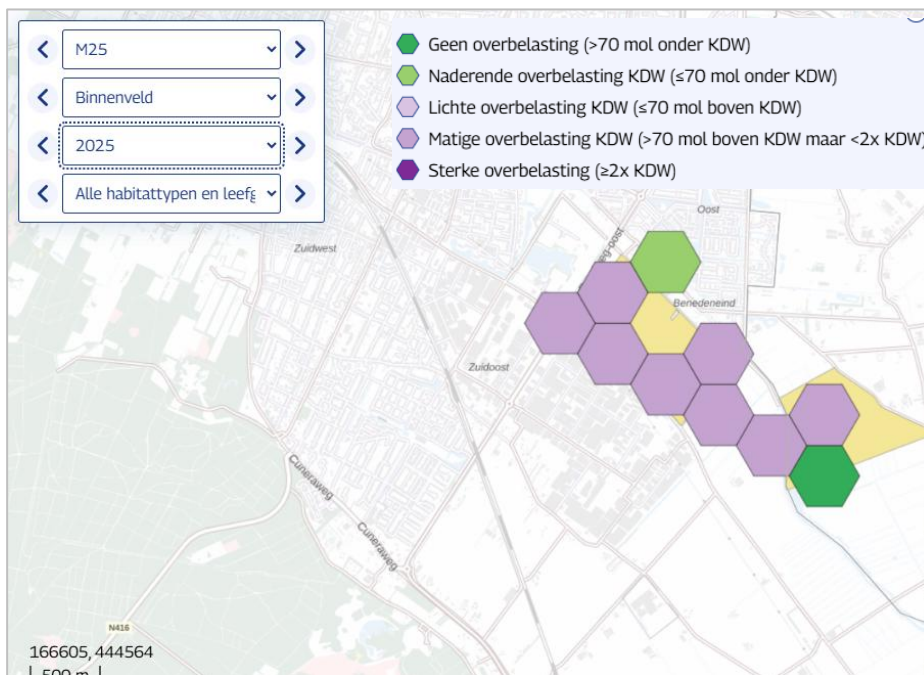 M25
Binnenveld
2025
Alle habitattypen en leefg
Geen overbelasting (>70 mol onder KDW)
Naderende overbelasting KDW (≤70 mol onder KDW)
Lichte overbelasting KDW (≤70 mol boven KDW)
Matige overbelasting KDW (>70 mol boven KDW maar <2x KDW)
Sterke overbelasting (≥2x KDW)
Oost
Zuidwest
eg-oost
Benedeneind
Zuidoost
Cuneraweg
Cuneraweg
N416
166605, 444564
500 m